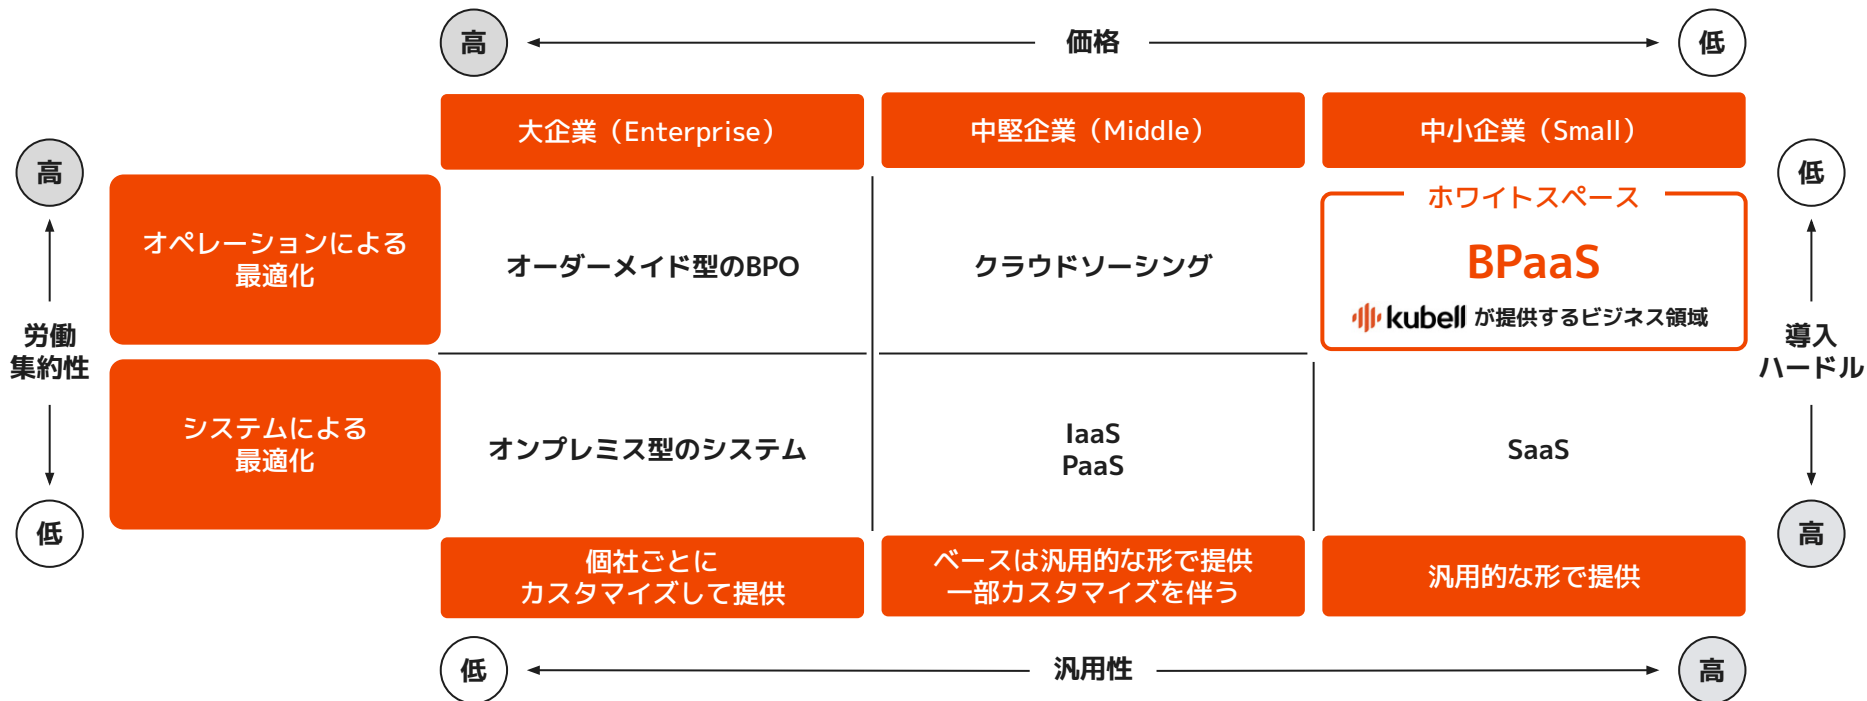 高
価格
低
大企業（Enterprise）
中堅企業（Middle）
中小企業（Small）
高
労働
集約性
低
オペレーションによる
最適化
オーダーメイド型のBPO
クラウドソーシング
ホワイトスペース
BPaaS
kubell が提供するビジネス領域
システムによる
最適化
オンプレミス型のシステム
IaaS
PaaS
SaaS
低
導入
ハードル
高
個社ごとに
カスタマイズして提供
ベースは汎用的な形で提供
一部カスタマイズを伴う
汎用的な形で提供
低
汎用性
高